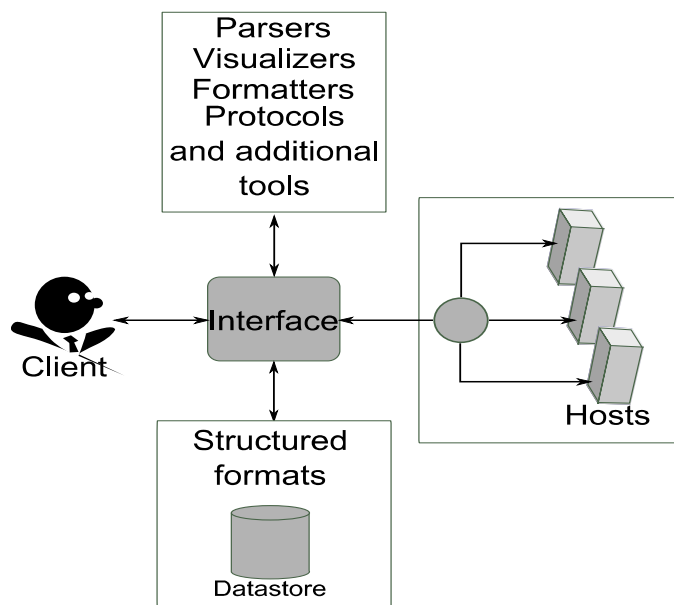 Parsers
Visualizers
Formatters
Protocols
and additional
tools
Interface
Client
Hosts
Structured
formats
Datastore